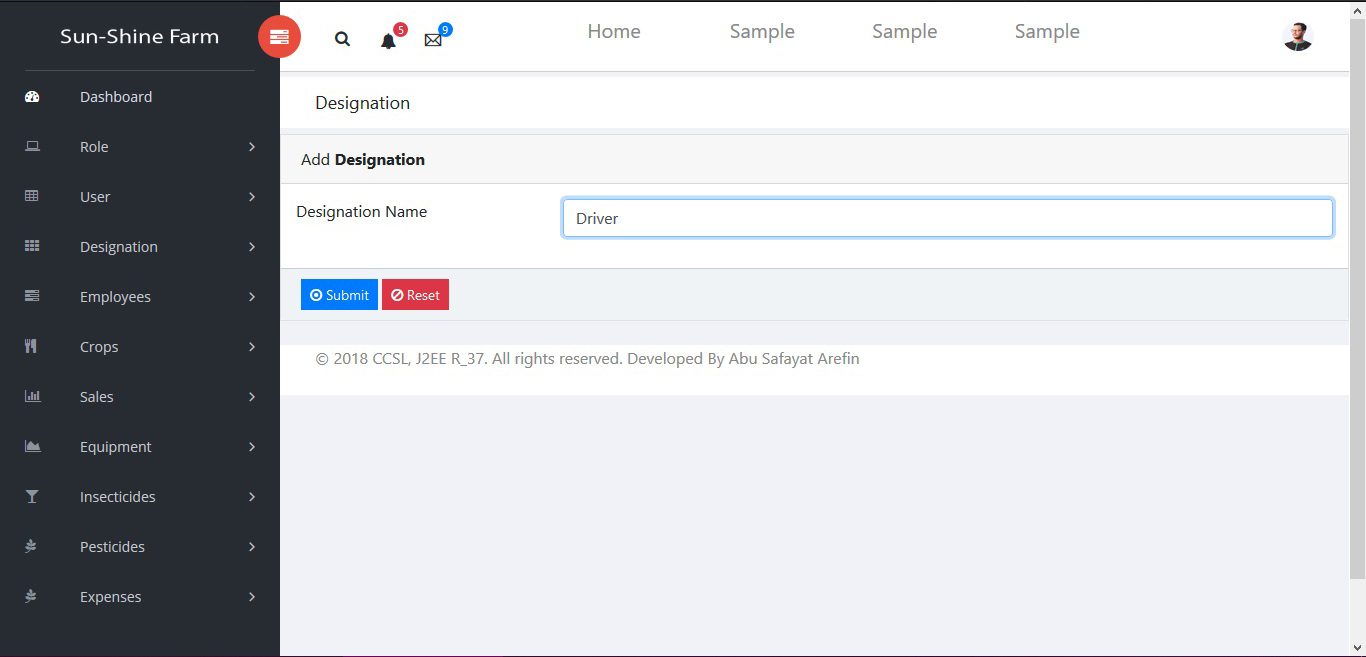 Sun-Shine Farm
5
9
Home
Sample
Sample
Sample
Dashboard
Role
User
Designation
Employees
Crops
Sales
Equipment
Insecticides
Pesticides
Expenses
Designation
Add Designation
Designation Name
Driver
Submit
Reset
© 2018 CCSL, J2EE R_37. All rights reserved. Developed By Abu Safayat Arefin